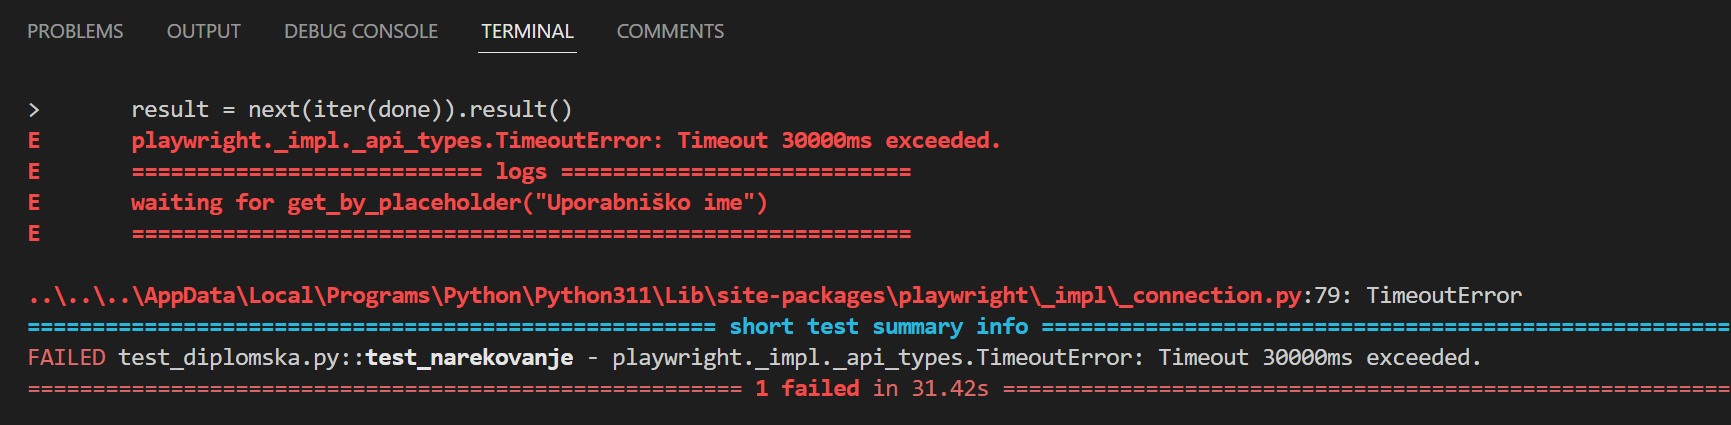 PROBLEMS OUTPUT DEBUG CONSOLE TERMINAL COMMENTS
> result = next(iter(done)).result()
E playwright._impl._api_types.TimeoutError: Timeout 30000ms exceeded.
E =========================== logs ===========================
E waiting for get_by_placeholder("Uporabniško ime")
E ============================================================
..\..\..\AppData\Local\Programs\Python\Python311\Lib\site-packages\playwright\_impl\_connection.py:79: TimeoutError
===================================================== short test summary info =====================================================
FAILED test_diplomska.py::test_narekovanje - playwright._impl._api_types.TimeoutError: Timeout 30000ms exceeded.
======================================================= 1 failed in 31.42s ========================================================